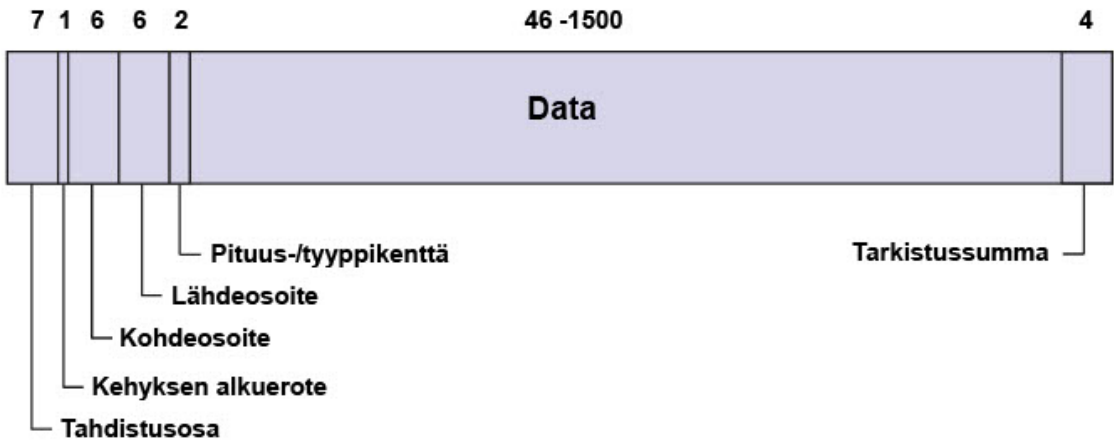 7 1 6 6 2 46 -1500 4
Data
Pituus-/tyyppikenttä
Tarkistussumma
Lähdeosoite
Kohdeosoite
Kehyksen alkuerote
Tahdistusosa